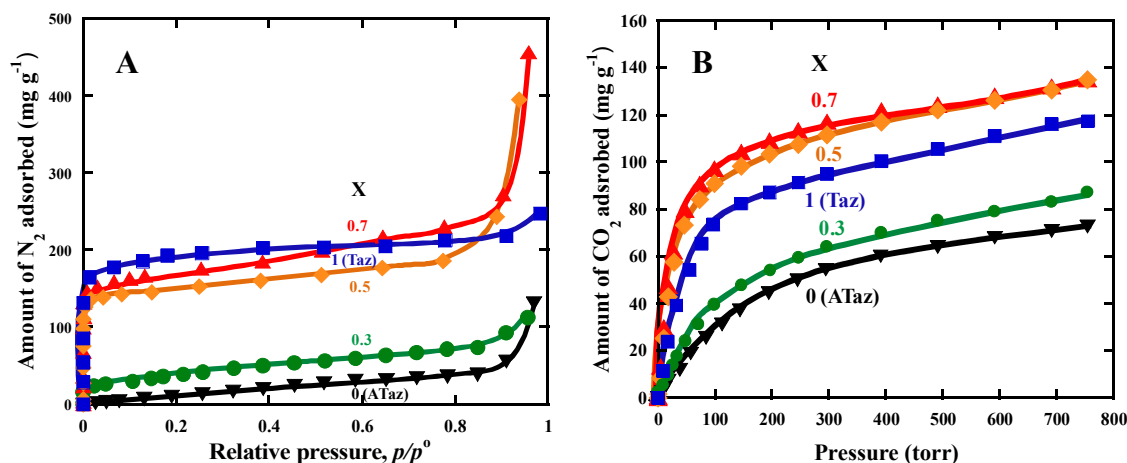 A
Amount of N2 adsorbed (mg g-1)
500
400
300
200
100
0
X
0.7
1 (Taz)
0.5
0.3
0 (ATaz)
0
0.2
0.4
0.6
0.8
1
Relative pressure, p/po
B
Amount of CO2 adsrobed (mg g-1)
160
140
120
100
80
60
40
20
0
X
0.7
0.5
1 (Taz)
0.3
0 (ATaz)
0 100 200 300 400 500 600 700 800
Pressure (torr)